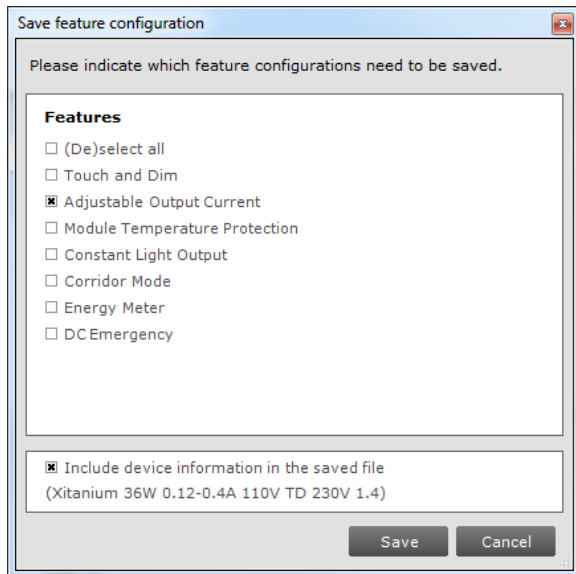 Save feature configuration
Please indicate which feature configurations need to be saved.
Features
(De)select all
Touch and Dim
Adjustable Output Current
Module Temperature Protection
Constant Light Output
Corridor Mode
Energy Meter
DC Emergency
Include device information in the saved file
(Xitanium 36W 0.12-0.4A 110V TD 230V 1.4)
Save Cancel